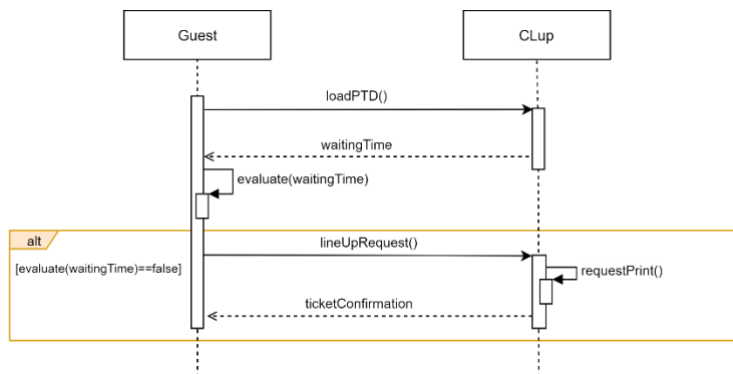 Guest
CLup
loadPTD()
waitingTime
evaluate(waitingTime)
alt
lineUpRequest()
[evaluate(waitingTime)==false]
requestPrint()
ticketConfirmation